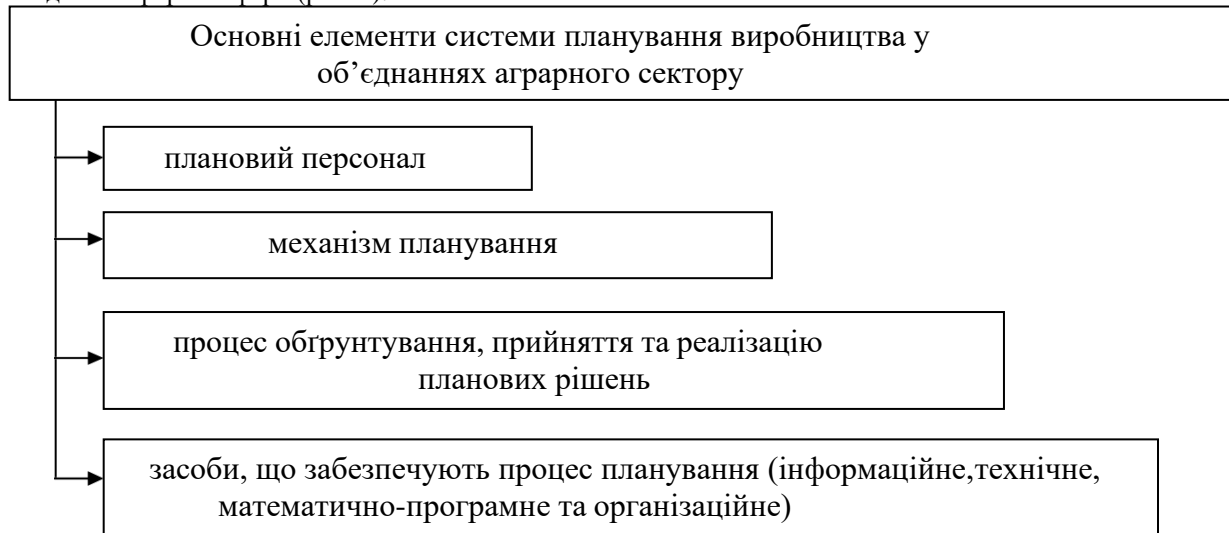 Основні елементи системи планування виробництва у
об’єднаннях аграрного сектору
плановий персонал
механізм планування
процес обґрунтування, прийняття та реалізацію
планових рішень
засоби, що забезпечують процес планування (інформаційне,технічне,
математично-програмне та організаційне)